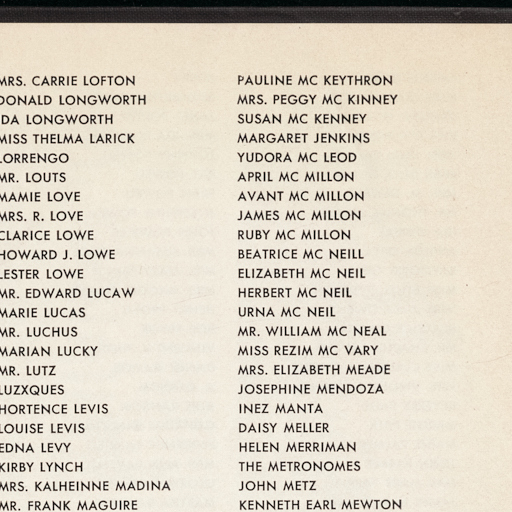 MRS. CARRIE LOFTON
DONALD LONGWORTH
IDA LONGWORTH
MISS THELMA LARICK
LORRENGO
MR. LOUTS
MAMIE LOVE
MRS. R. LOVE
CLARICE LOWE
HOWARD J. LOWE
LESTER LOWE
MR. EDWARD LUCAW
MARIE LUCAS
MR. LUCHUS
MARIAN LUCKY
MR. LUTZ
LUZXQUES
HORTENCE LEVIS
LOUISE LEVIS
EDNA LEVY
KIRBY LYNCH
MRS. KALHEINNE MADINA
MR. FRANK MAGUIRE
PAULINE MC KEYTHRON
MRS. PEGGY MC KINNEY
SUSAN MC KENNEY
MARGARET JENKINS
YUDORA MC LEOD
APRIL MC MILLON
AVANT MC MILLON
JAMES MC MILLON
RUBY MC MILLON
BEATRICE MC NEILL
ELIZABETH MC NEIL
HERBERT MC NEIL
URNA MC NEIL
MR. WILLIAM MC NEAL
MISS REZIM MC VARY
MRS. ELIZABETH MEADE
JOSEPHINE MENDOZA
INEZ MANTA
DAISY MELLER
HELEN MERRIMAN
THE METRONOMES
JOHN METZ
KENNETH EARL MEWTON